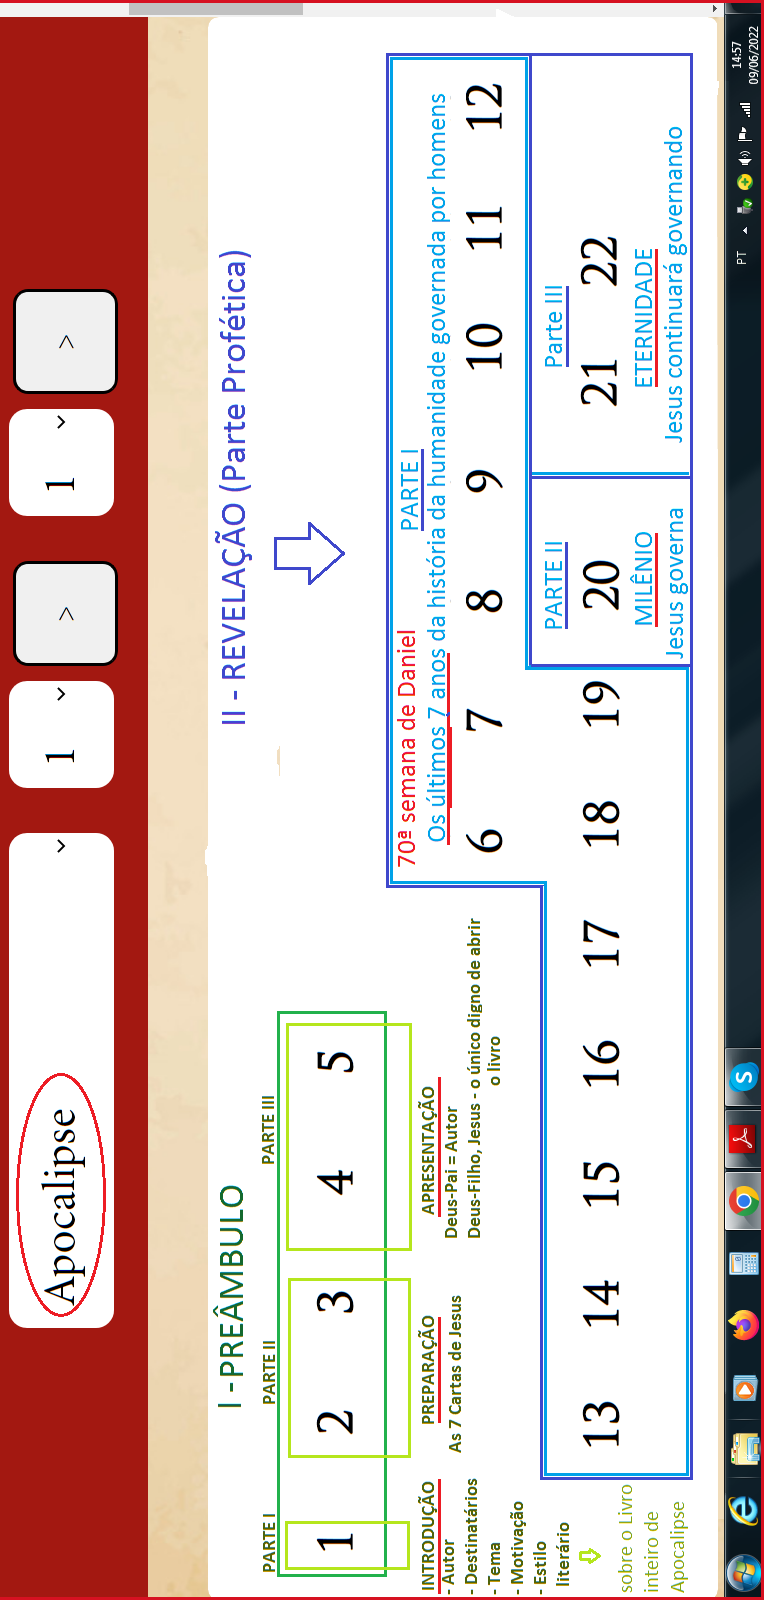 Apocalipse
1
>
1
>
I - PREÂMBULO
II - REVELAÇÃO (Parte Profética)
PARTE I
PARTE II
PARTE III
1
2 3
4 5
INTRODUÇÃO
- Autor
- Destinatários
- Tema
- Motivação
- Estilo
literário
sobre o Livro
inteiro de
Apocalipse
PREPARAÇÃO
As 7 Cartas de Jesus
APRESENTAÇÃO
Deus-Pai = Autor
Deus-Filho, Jesus - o único digno de abrir
o livro
70ª semana de Daniel
PARTE I
Os últimos 7 anos da história da humanidade governada por homens
6 7 8 9 10 11 12
13 14 15 16 17 18 19
PARTE II
20
MILÊNIO
Jesus governa
Parte III
21 22
ETERNIDADE
Jesus continuará governando
PT
14:57
09/06/2022